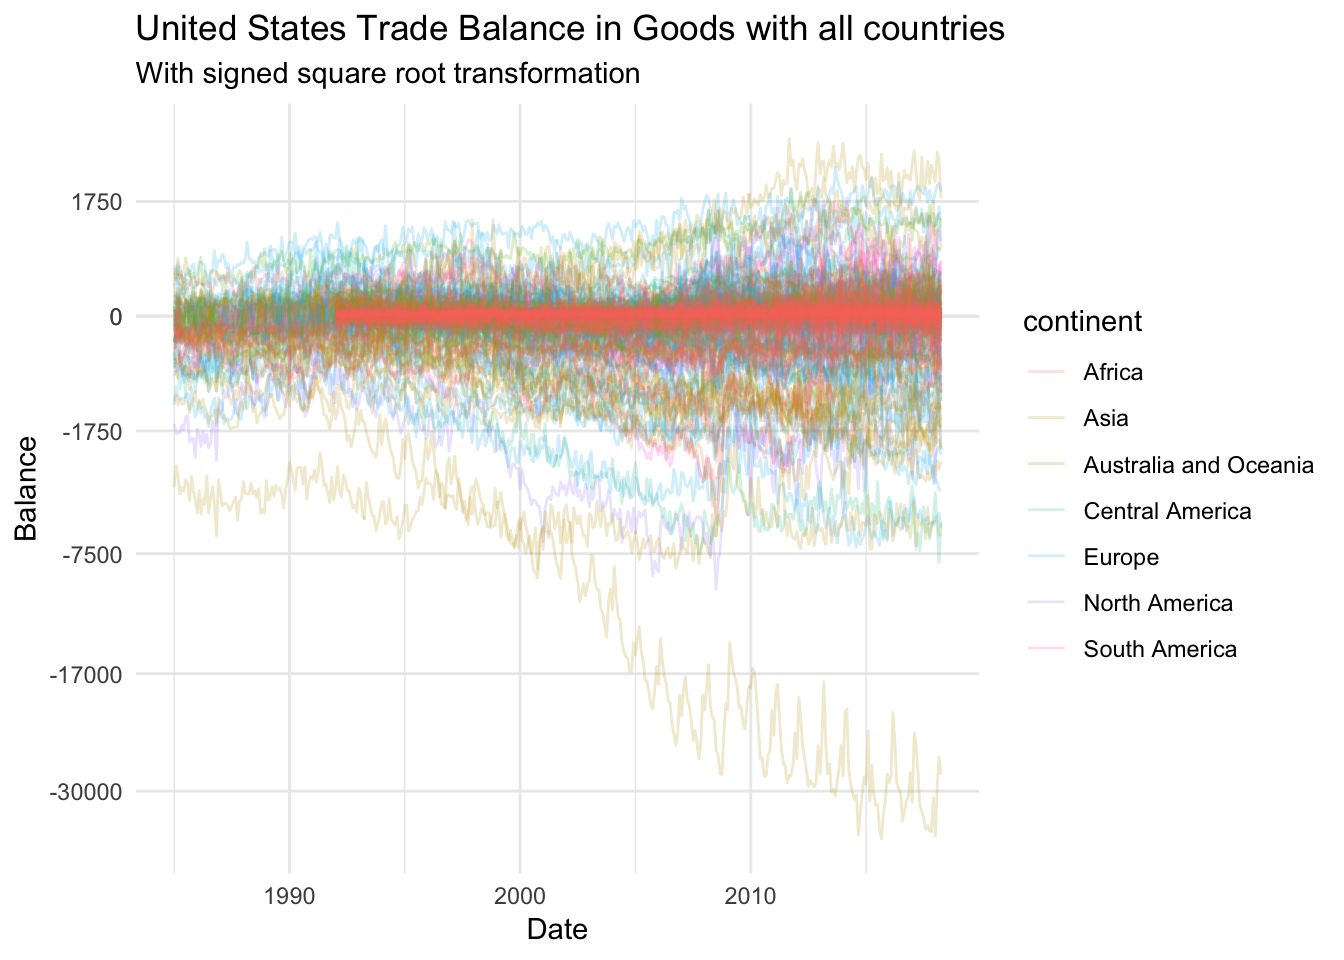 United States Trade Balance in Goods with all countries
With signed square root transformation
Balance
1750
0
-1750
-7500
-17000
-30000
1990 2000 2010
Date
continent
Africa
Asia
Australia and Oceania
Central America
Europe
North America
South America